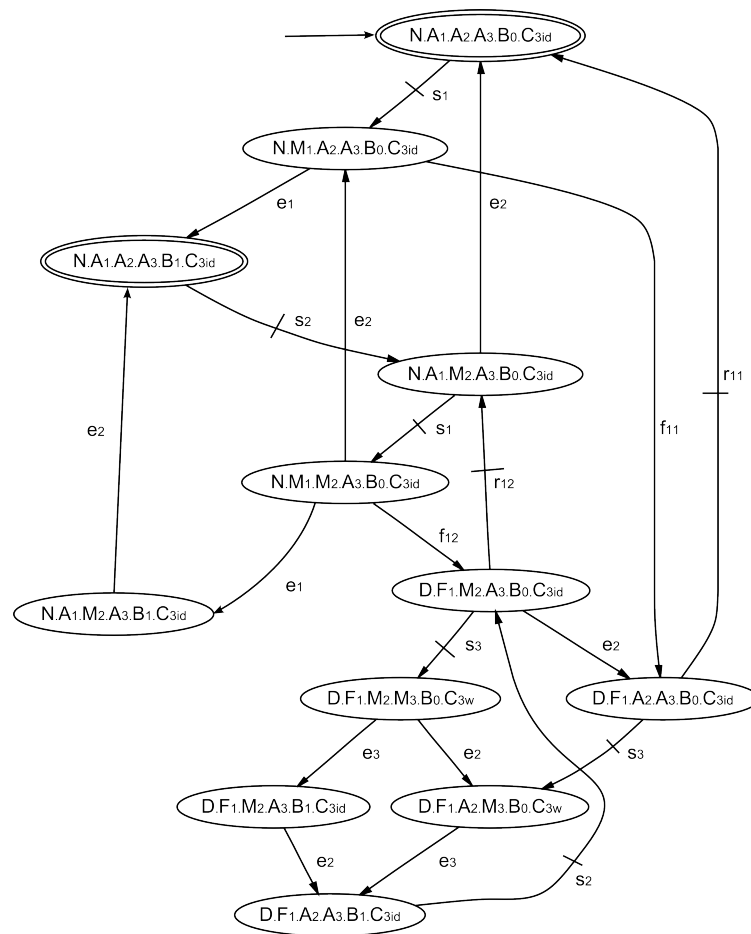 N.A1.A2.A3.B0.C3id
s1
N.M1.A2.A3.B0.C3id
e1
e2
N.A1.A2.A3.B1.C3id
s2
e2
N.A1.M2.A3.B0.C3id
r11
s1
f11
e2
N.M1.M2.A3.B0.C3id
r12
f12
e1
D.F1.M2.A3.B0.C3id
N.A1.M2.A3.B1.C3id
s3
e2
D.F1.M2.M3.B0.C3w
D.F1.A2.A3.B0.C3id
e3
e2
s3
D.F1.M2.A3.B1.C3id
D.F1.A2.M3.B0.C3w
e2
e3
s2
D.F1.A2.A3.B1.C3id